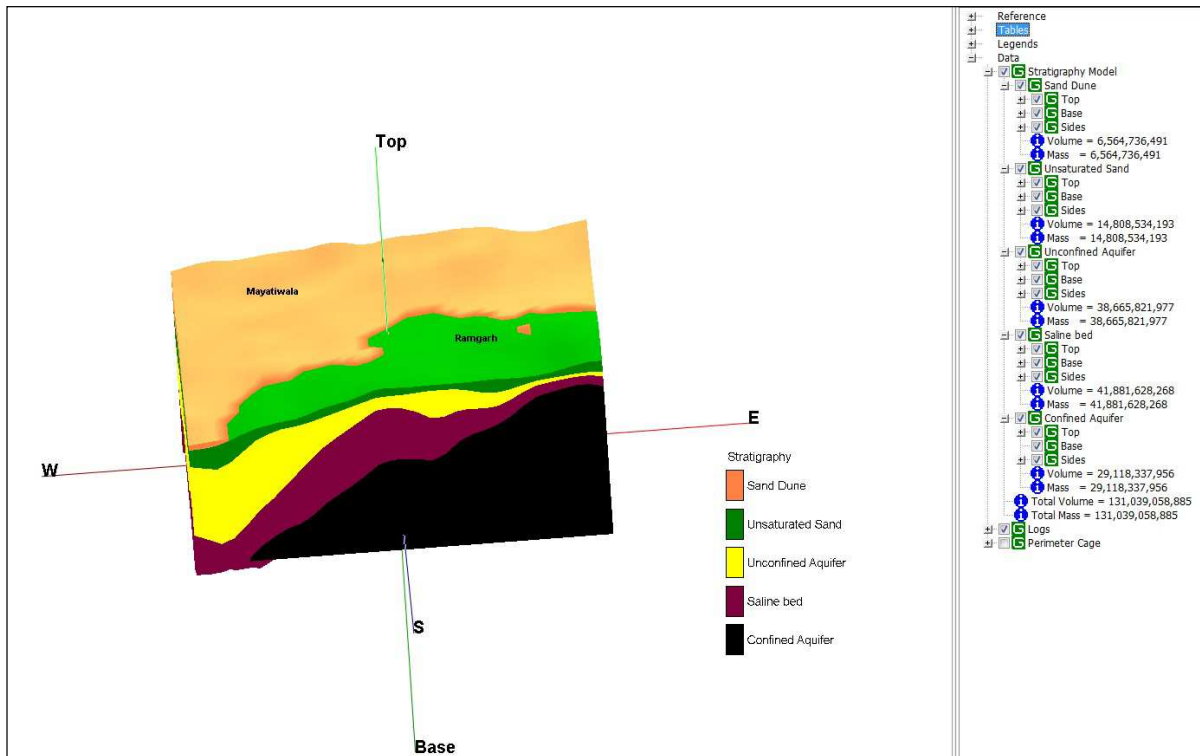 Top
Mayatiwala
Ramgarh
E
W
S
Base
Stratigraphy
Sand Dune
Unsaturated Sand
Unconfined Aquifer
Saline bed
Confined Aquifer
Reference
Tables
Legends
Data
Stratigraphy Model
Sand Dune
Top
Base
Sides
Volume = 6,564,736,491
Mass = 6,564,736,491
Unsaturated Sand
Top
Base
Sides
Volume = 14,808,534,193
Mass = 14,808,534,193
Unconfined Aquifer
Top
Base
Sides
Volume = 38,665,821,977
Mass = 38,665,821,977
Saline bed
Top
Base
Sides
Volume = 41,881,628,268
Mass = 41,881,628,268
Confined Aquifer
Top
Base
Sides
Volume = 29,118,337,956
Mass = 29,118,337,956
Total Volume = 131,039,058,885
Total Mass = 131,039,058,885
Logs
Perimeter Cage